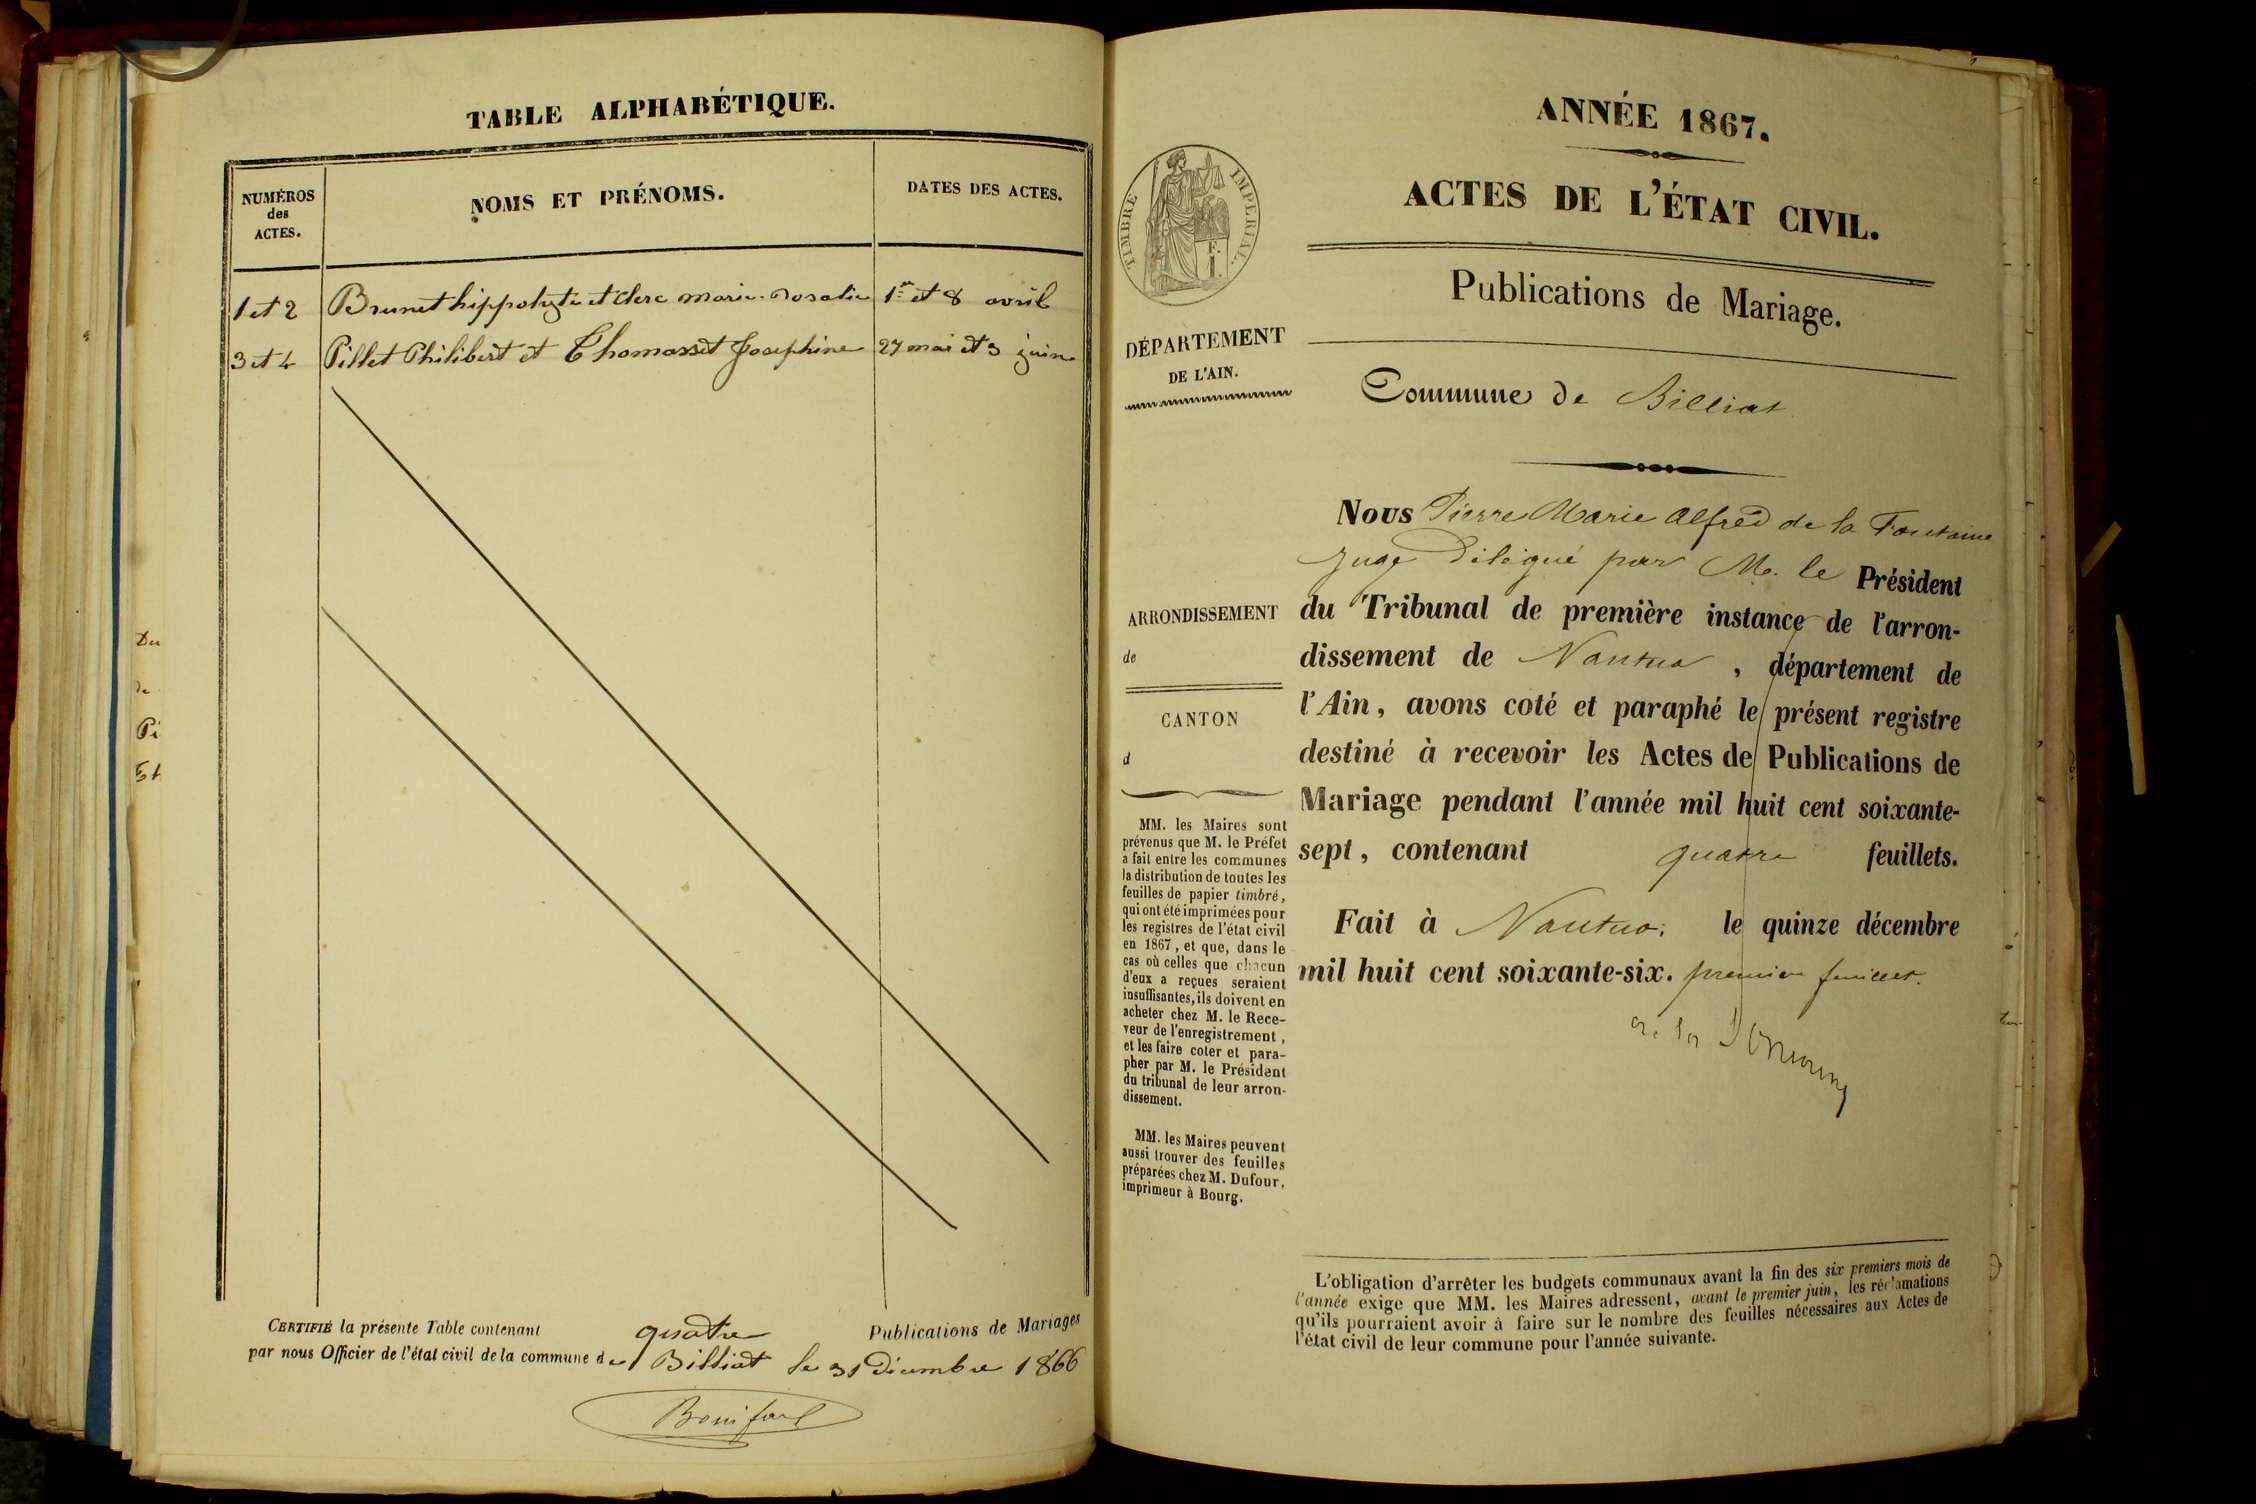 TABLE ALPHABÉTIQUE.
NUMÉROS
des
ACTES.
NOMS ET PRÉNOMS.
DATES DES ACTES.
1 et 2 Brunet hippolyte et Clerc marie rosalie 1er et 8 avril
3 et 4 Pillet Philibert et Thomasset Josephine 27 mai et 3 juin
CERTIFIÉ la présente Table contenant quatre Publications de Mariages
par nous Officier de l'état civil de la commune de Billiat le 31 Décembre 1866
Du
de
Pi
Et
ANNÉE 1867.
ACTES DE L'ÉTAT CIVIL.
Publications de Mariage.
TIMBRE IMPÉRIAL.
F.
1.
DÉPARTEMENT
DE L'AIN.
Commune de Billiat
ARRONDISSEMENT
de
CANTON
d
MM. les Maires sont
prévenus que M. le Préfet
a fait entre les communes
la distribution de toutes les
feuilles de papier timbré,
qui ont été imprimées pour
les registres de l'état civil
en 1867, et que, dans le
cas où celles que chacun
d'eux a reçues seraient
insuffisantes, ils doivent en
acheter chez M. le Rece-
veur de l'enregistrement,
et les faire coter et para-
pher par M. le Président
du tribunal de leur arron-
dissement.
MM. les Maires peuvent
aussi trouver des feuilles
préparées chez M. Dufour,
imprimeur à Bourg.
Nous Pierre Marie Alfred de la Fontaine
Juge Délégué par M. le Président
du Tribunal de première instance de l'arron-
dissement de Nantua, département de
l'Ain, avons coté et paraphé le présent registre
destiné à recevoir les Actes de Publications de
Mariage pendant l'année mil huit cent soixante-
sept, contenant quatre feuillets.
Fait à Nantua, le quinze décembre
mil huit cent soixante-six. premier feuillet.
L'obligation d'arrêter les budgets communaux avant la fin des six premiers mois de
l'année exige que MM. les Maires adressent, avant le premier juin, les réclamations
qu'ils pourraient avoir à faire sur le nombre des feuilles nécessaires aux Actes de
l'état civil de leur commune pour l'année suivante.